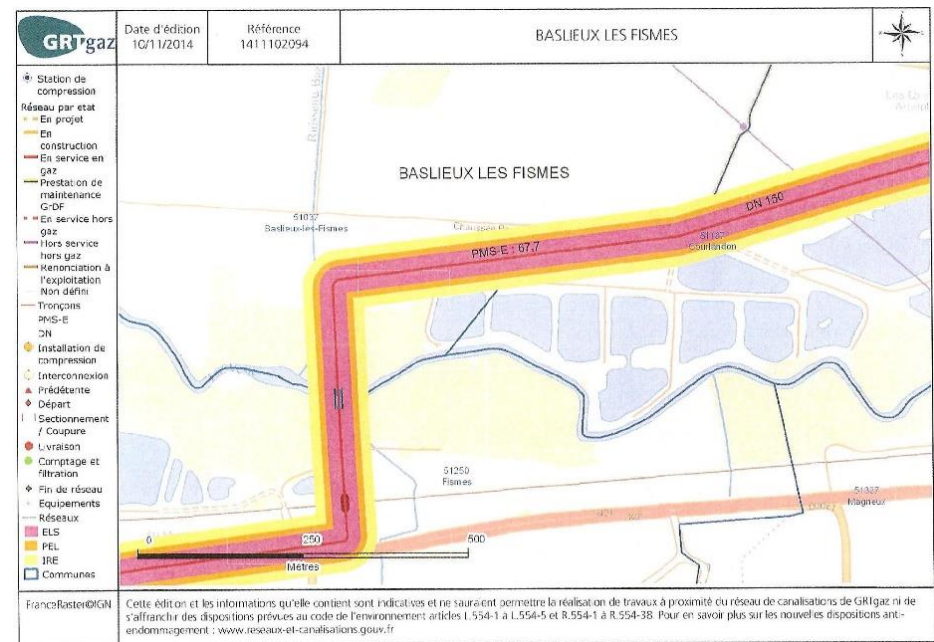 GRTgaz
Date d'édition
10/11/2014
Référence
1411102094
BASLIEUX LES FISMES
Station de
compression
Réseau par etat
En projet
En
construction
En service en
gaz
Prestation de
maintenance
GrDF
En service hors
gaz
Hors service
hors gaz
Renonciation à
l'exploitation
Non défini
Tronçons
PMS-E
DN
Installation de
compression
Interconnexion
Prédétente
Départ
Sectionnement
/ Coupure
Livraison
Comptage et
filtration
Fin de réseau
Equipements
Réseaux
ELS
PEL
IRE
Communes
BASLIEUX LES FISMES
51037
Baslieux-les-Fismes
Chaussee
DN 150
PMS-E : 67,7
51187
Courlandon
51250
Fismes
51337
Magneux
0
250
500
Mètres
FranceRaster©IGN
Cette édition et les informations qu'elle contient sont indicatives et ne sauraient permettre la réalisation de travaux à proximité du réseau de canalisations de GRTgaz ni de
s'affranchir des dispositions prévues au code de l'environnement articles L.554-1 à L.554-5 et R.554-1 à R.554-38. Pour en savoir plus sur les nouvelles dispositions anti-
endommagement : www.reseaux-et-canalisations.gouv.fr